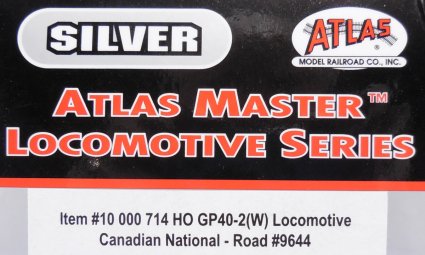 SILVER
ATLAS
MODEL RAILROAD CO., INC.
ATLAS MASTER™
LOCOMOTIVE SERIES
Item #10 000 714 HO GP40-2(W) Locomotive
Canadian National - Road #9644